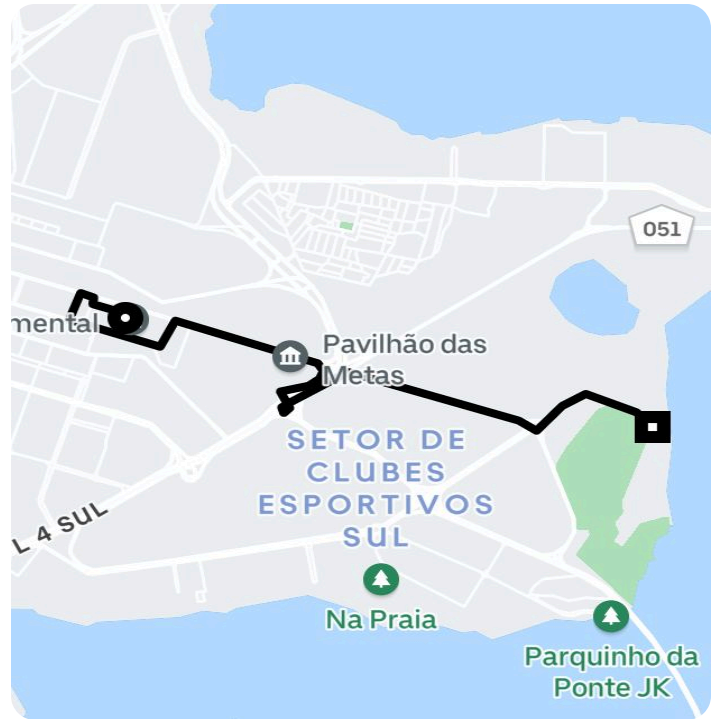 051
mental
Pavilhão das
Metas
SETOR DE
CLUBES
ESPORTIVOS
SUL
L 4 SUL
Na Praia
Parquinho da
Ponte JK